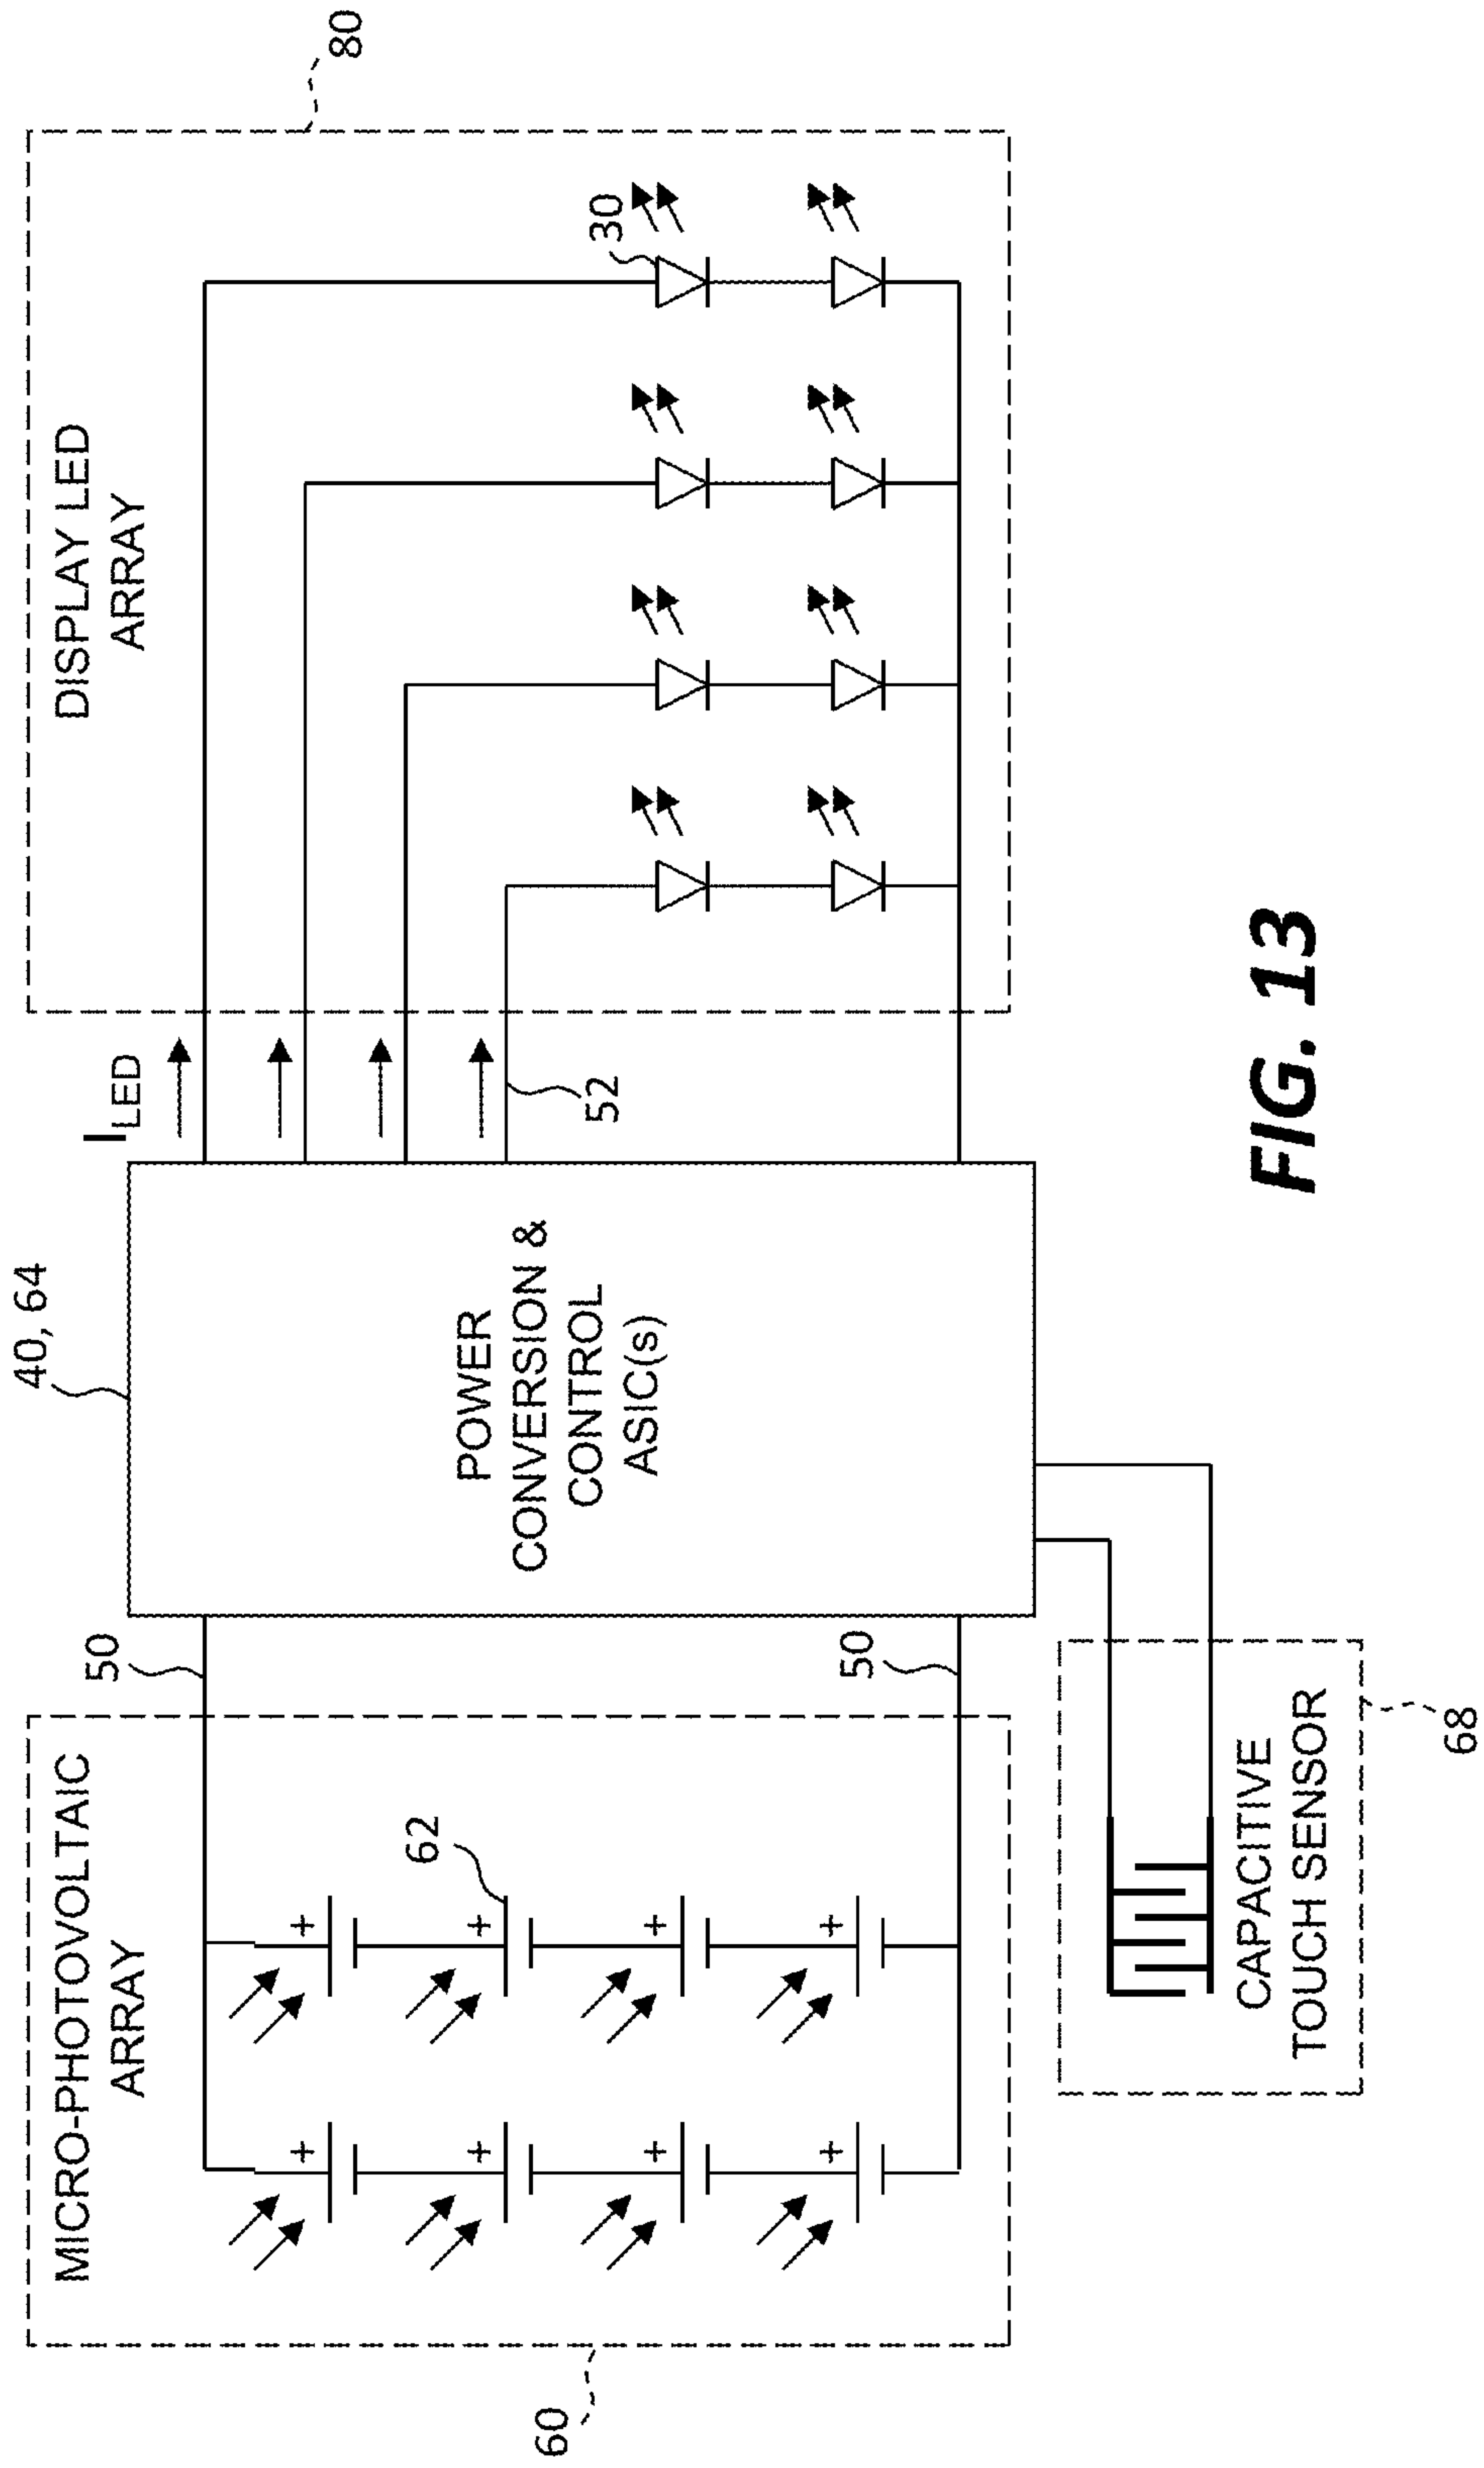 MICRO-PHOTOVOLTAIC
ARRAY
60
62
+
+
+
+
+
+
+
+
50
50
40, 64
POWER
CONVERSION &
CONTROL
ASIC(s)
CAPACITIVE
TOUCH SENSOR
68
ILED
52
DISPLAY LED
ARRAY
30
80
FIG. 13